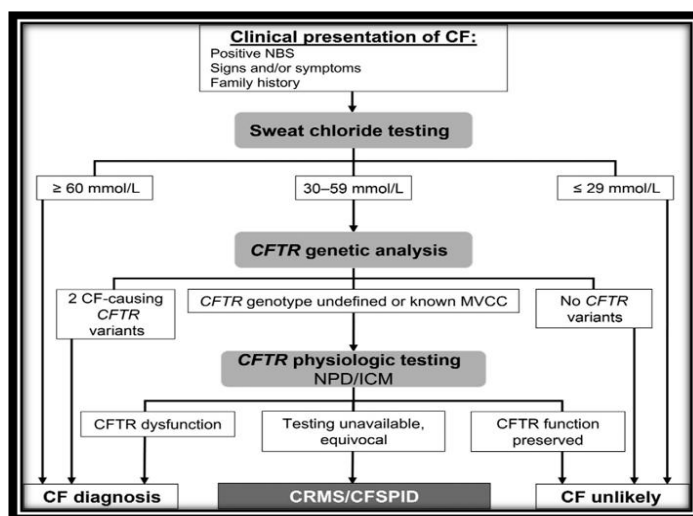 Clinical presentation of CF:
Positive NBS
Signs and/or symptoms
Family history
Sweat chloride testing
≥ 60 mmol/L
30–59 mmol/L
≤ 29 mmol/L
CFTR genetic analysis
2 CF-causing
CFTR
variants
CFTR genotype undefined or known MVCC
No CFTR
variants
CFTR physiologic testing
NPD/ICM
CFTR dysfunction
Testing unavailable,
equivocal
CFTR function
preserved
CF diagnosis
CRMS/CFSPID
CF unlikely